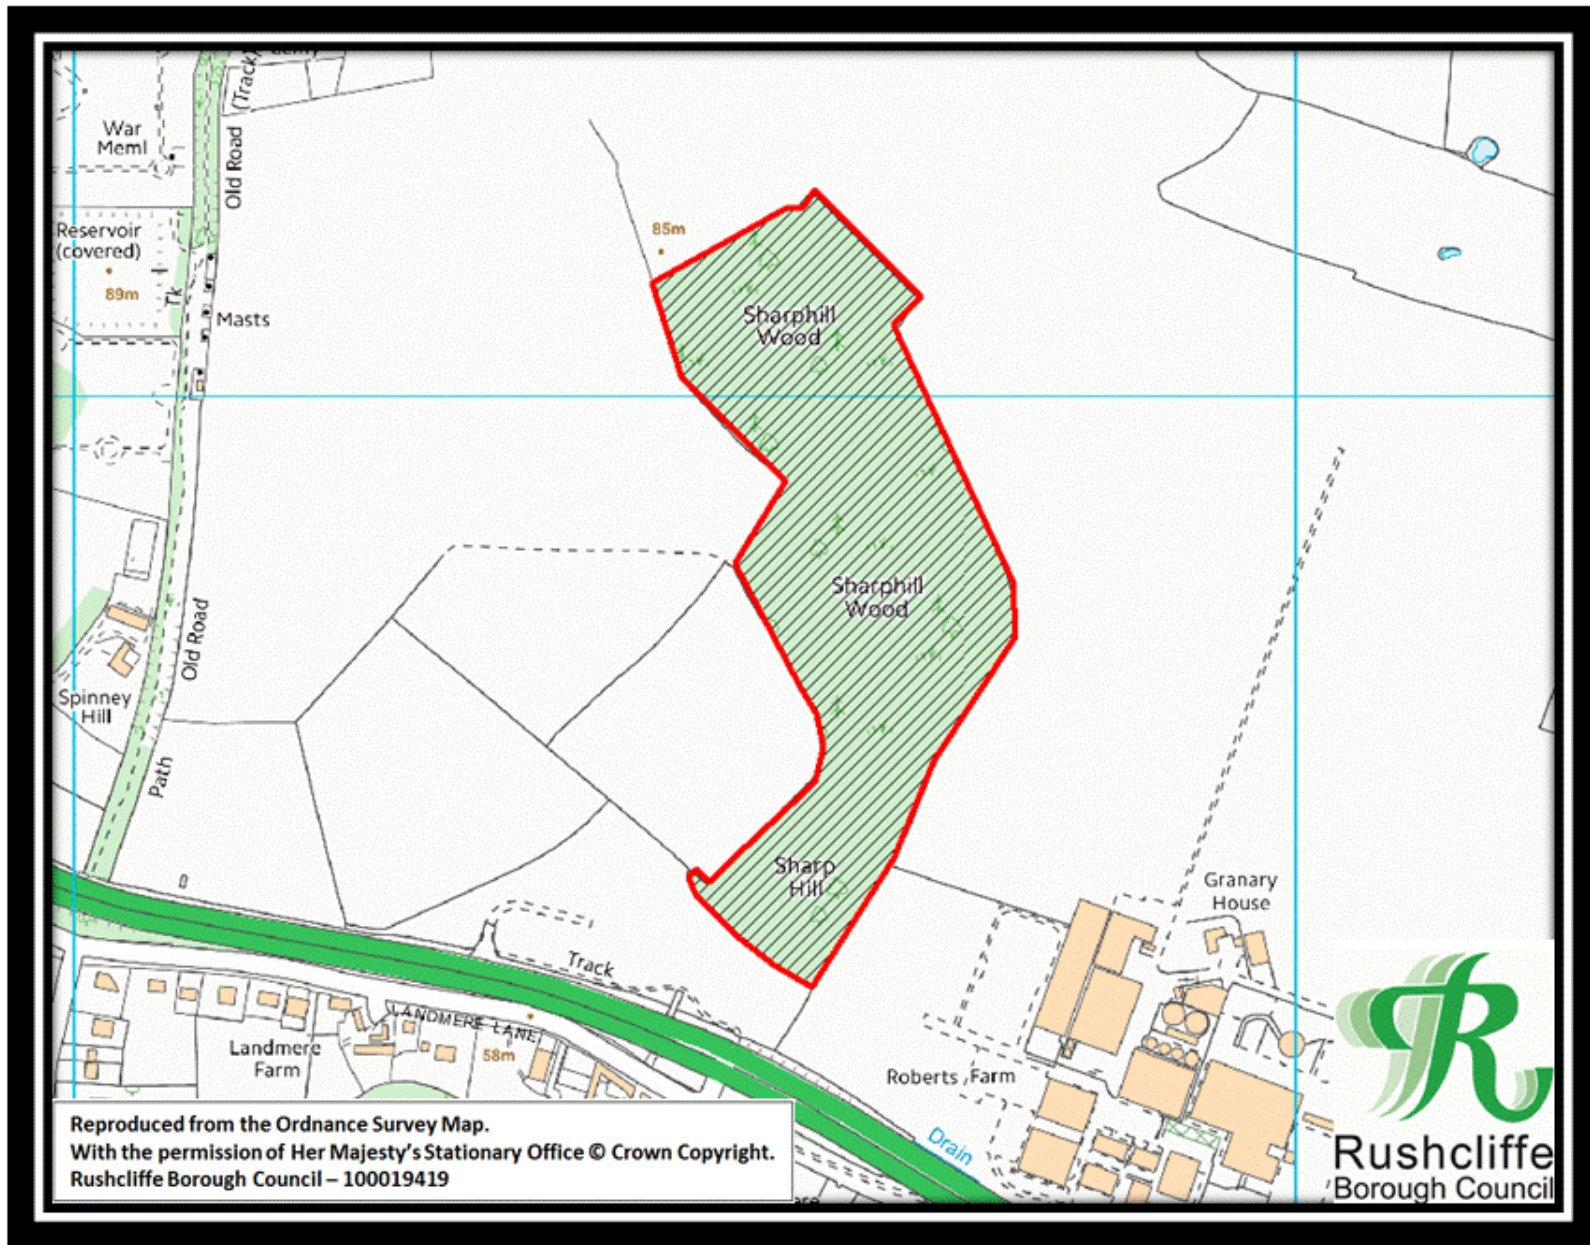 (Track)
War
Meml
Old Road
Reservoir
(covered)
85m
89m
Tk
Masts
Sharphill
Wood
Sharphill
Wood
Old Road
Spinney
Hill
Path
Sharp
Hill
Granary
House
Track
LANDMERE LANE
Landmere
Farm
58m
Roberts Farm
Drain
Reproduced from the Ordnance Survey Map.
With the permission of Her Majesty's Stationary Office © Crown Copyright.
Rushcliffe Borough Council – 100019419
R
Rushcliffe
Borough Council